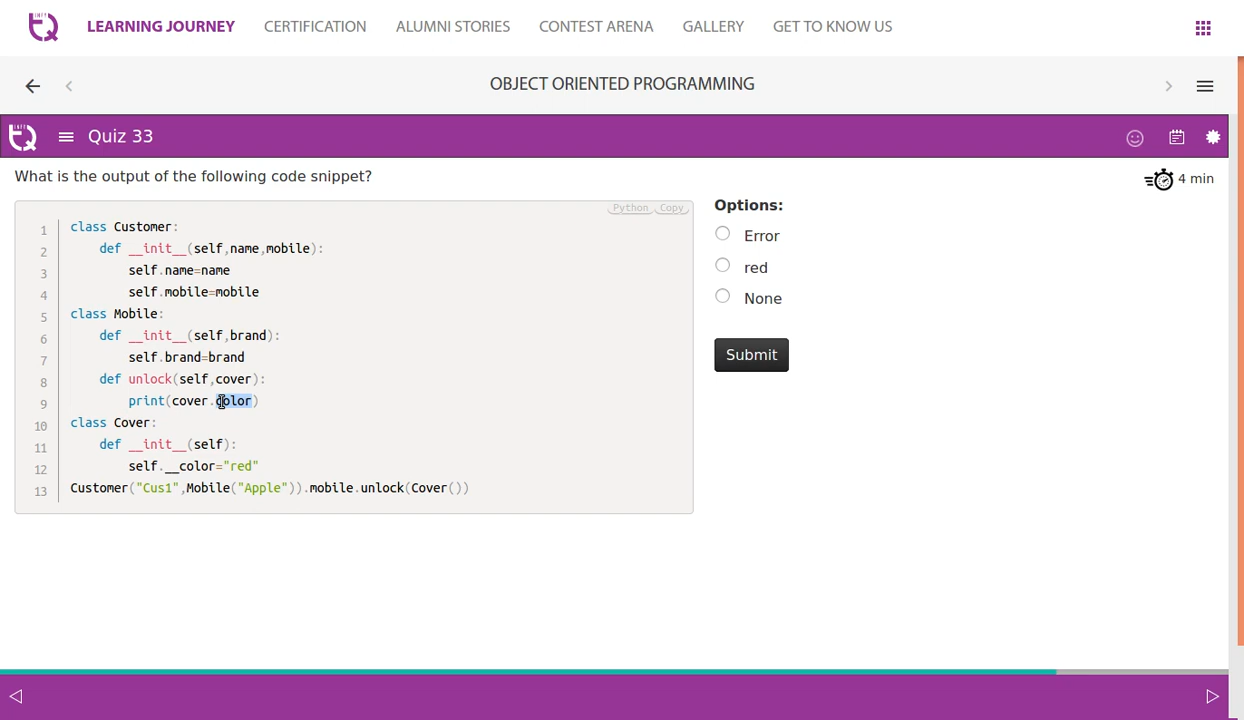 LEARNING JOURNEY CERTIFICATION ALUMNI STORIES CONTEST ARENA GALLERY GET TO KNOW US
OBJECT ORIENTED PROGRAMMING
Quiz 33
What is the output of the following code snippet?
4 min
Python Copy
1 class Customer:
2     def __init__(self,name,mobile):
3         self.name=name
4         self.mobile=mobile
5 class Mobile:
6     def __init__(self,brand):
7         self.brand=brand
8     def unlock(self,cover):
9         print(cover.color)
10 class Cover:
11     def __init__(self):
12         self.__color="red"
13 Customer("Cus1",Mobile("Apple")).mobile.unlock(Cover())
Options:
Error
red
None
Submit